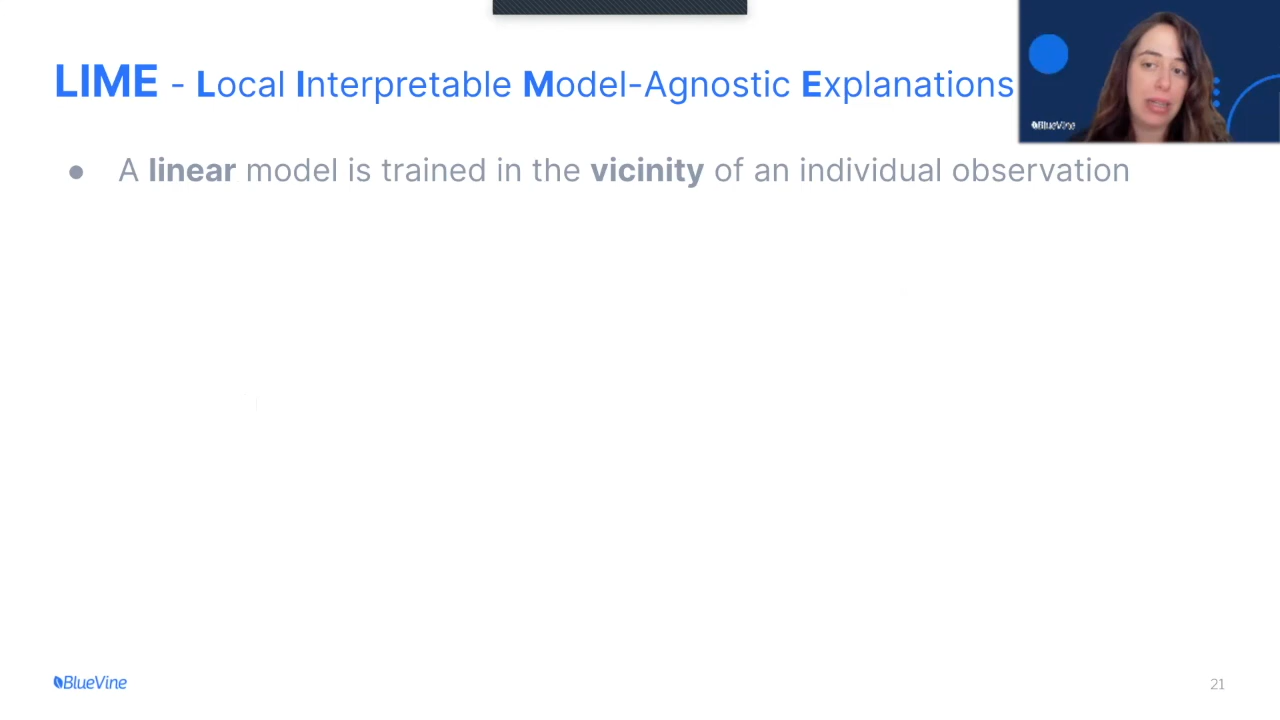 LIME - Local Interpretable Model-Agnostic Explanations
BlueVine
● A linear model is trained in the vicinity of an individual observation
BlueVine
21